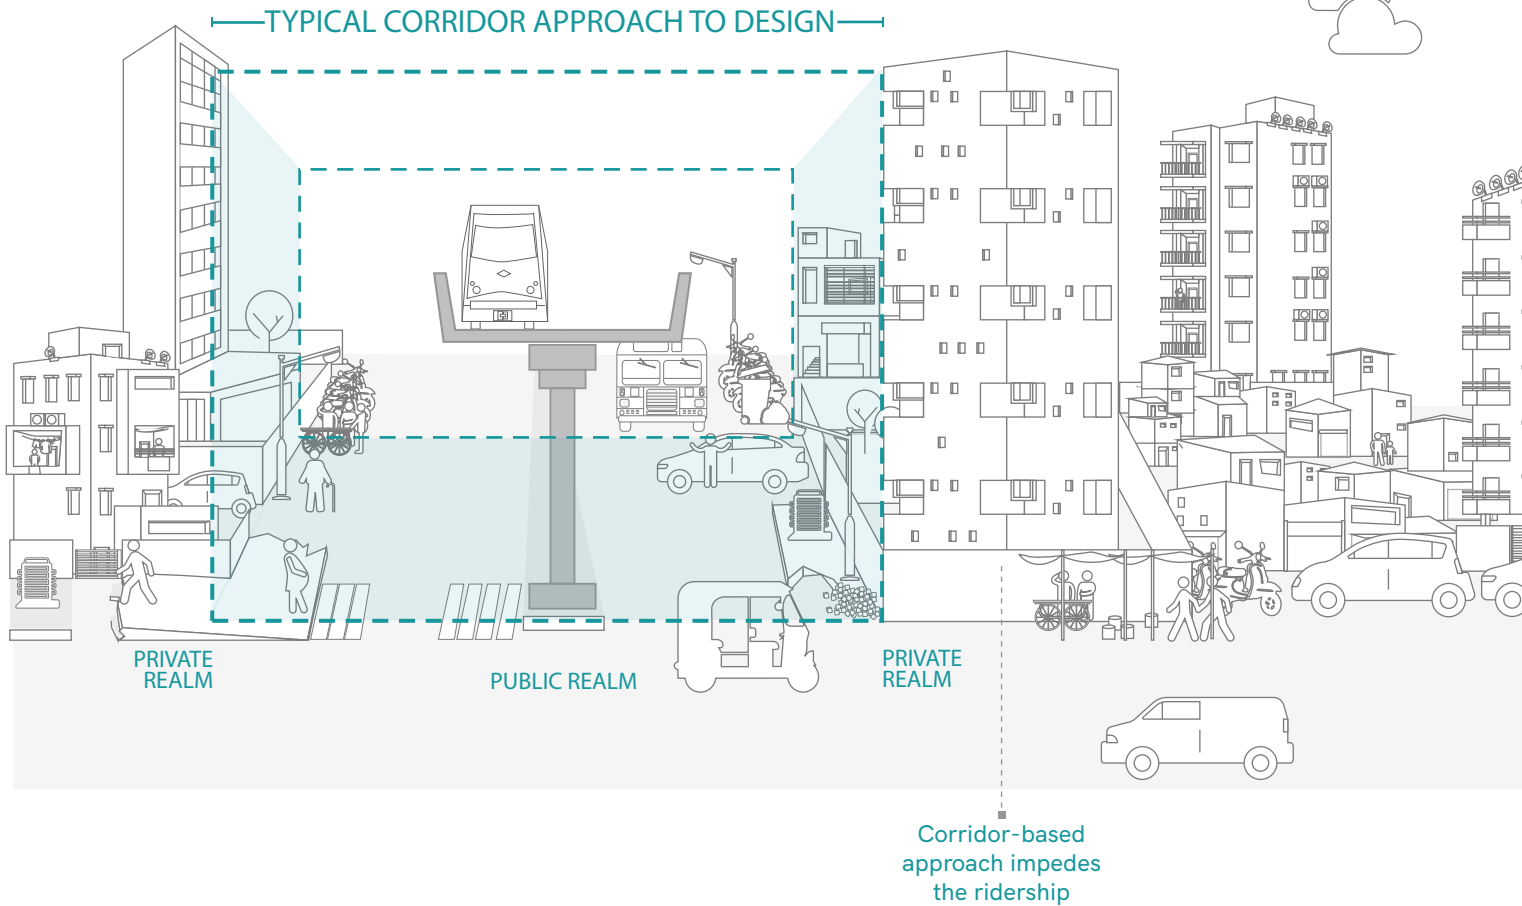 TYPICAL CORRIDOR APPROACH TO DESIGN
PRIVATE
REALM
PUBLIC REALM
PRIVATE
REALM
Corridor-based
approach impedes
the ridership